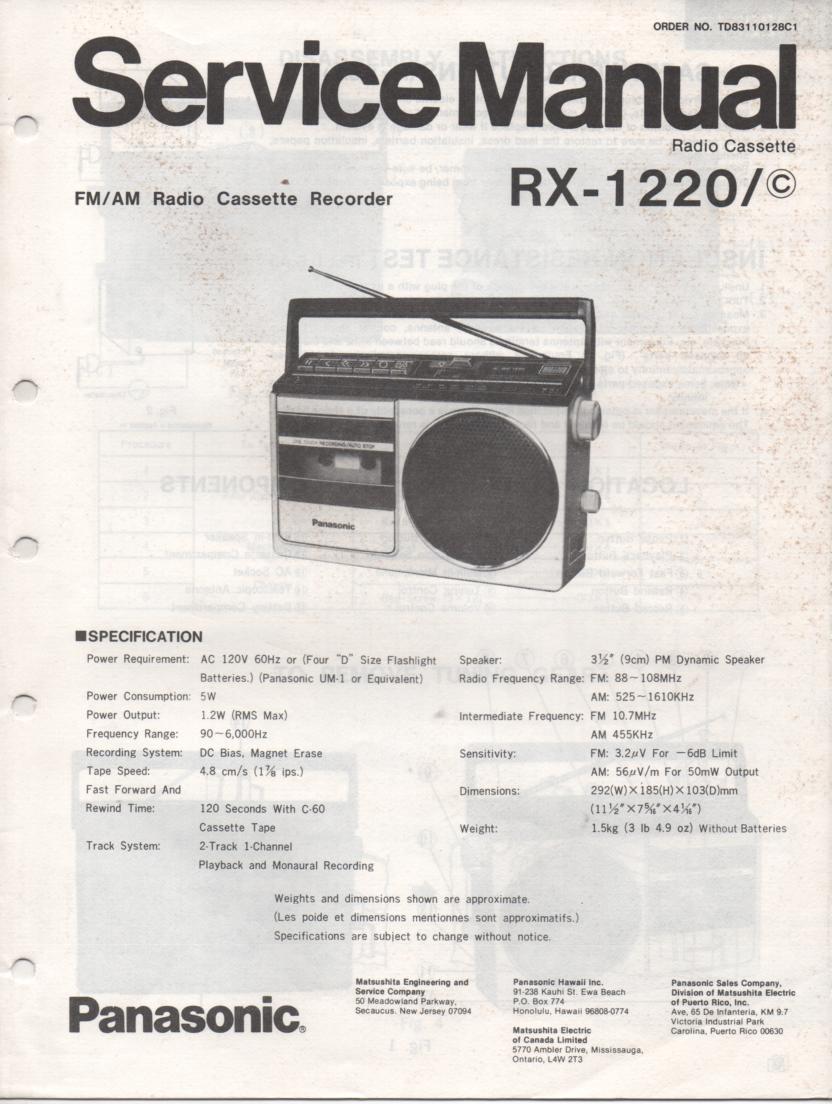 ORDER NO. TD83110128C1
Service Manual
Radio Cassette
FM/AM Radio Cassette Recorder
RX-1220/Ⓒ
ONE TOUCH RECORDING/AUTO STOP
Panasonic
■SPECIFICATION
Power Requirement: AC 120V 60Hz or (Four "D" Size Flashlight
Batteries.) (Panasonic UM-1 or Equivalent)
Power Consumption: 5W
Power Output: 1.2W (RMS Max)
Frequency Range: 90~6,000Hz
Recording System: DC Bias, Magnet Erase
Tape Speed: 4.8 cm/s (1⅞ ips.)
Fast Forward And
Rewind Time: 120 Seconds With C-60
Cassette Tape
Track System: 2-Track 1-Channel
Playback and Monaural Recording
Speaker: 3½″ (9cm) PM Dynamic Speaker
Radio Frequency Range: FM: 88~108MHz
AM: 525~1610KHz
Intermediate Frequency: FM 10.7MHz
AM 455KHz
Sensitivity: FM: 3.2μV For −6dB Limit
AM: 56μV/m For 50mW Output
Dimensions: 292(W)×185(H)×103(D)mm
(11½″×75/16″×41/16″)
Weight: 1.5kg (3 lb 4.9 oz) Without Batteries
Weights and dimensions shown are approximate.
(Les poide et dimensions mentionnes sont approximatifs.)
Specifications are subject to change without notice.
Panasonic®
Matsushita Engineering and
Service Company
50 Meadowland Parkway,
Secaucus. New Jersey 07094
Panasonic Hawaii Inc.
91-238 Kauhi St. Ewa Beach
P.O. Box 774
Honolulu, Hawaii 96808-0774
Matsushita Electric
of Canada Limited
5770 Ambler Drive, Mississauga,
Ontario, L4W 2T3
Panasonic Sales Company,
Division of Matsushita Electric
of Puerto Rico, Inc.
Ave, 65 De Infanteria, KM 9.7
Victoria Industrial Park
Carolina, Puerto Rico 00630